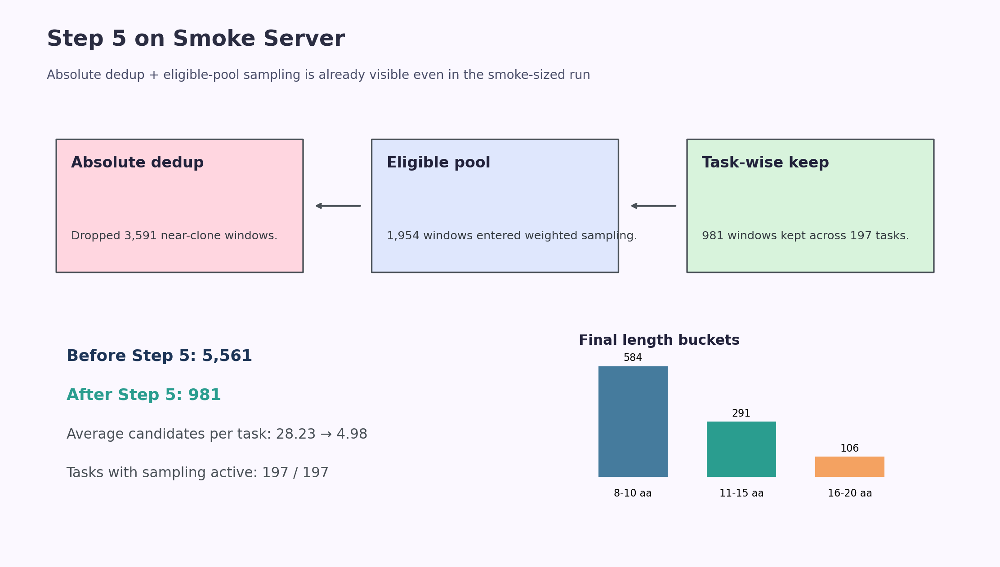 Step 5 on Smoke Server
Absolute dedup + eligible-pool sampling is already visible even in the smoke-sized run
Absolute dedup
Dropped 3,591 near-clone windows.
Eligible pool
1,954 windows entered weighted sampling.
Task-wise keep
981 windows kept across 197 tasks.
Before Step 5: 5,561
After Step 5: 981
Average candidates per task: 28.23 → 4.98
Tasks with sampling active: 197 / 197
Final length buckets
584
291
106
8-10 aa
11-15 aa
16-20 aa